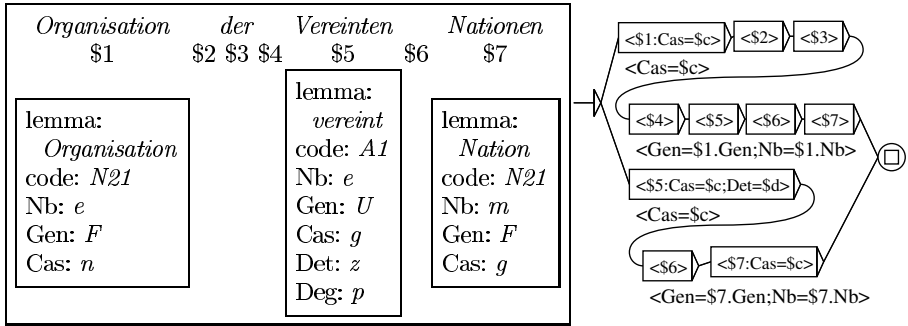 Organisation der Vereinten Nationen
$1 $2 $3 $4 $5 $6 $7
lemma:
Organisation
code: N21
Nb: e
Gen: F
Cas: n
lemma:
vereint
code: A1
Nb: e
Gen: U
Cas: g
Det: z
Deg: p
lemma:
Nation
code: N21
Nb: m
Gen: F
Cas: g
<$1:Cas=$c> <$2> <$3>
<Cas=$c>
<$4> <$5> <$6> <$7>
<Gen=$1.Gen;Nb=$1.Nb>
<$5:Cas=$c;Det=$d>
<Cas=$c>
<$6> <$7:Cas=$c>
<Gen=$7.Gen;Nb=$7.Nb>